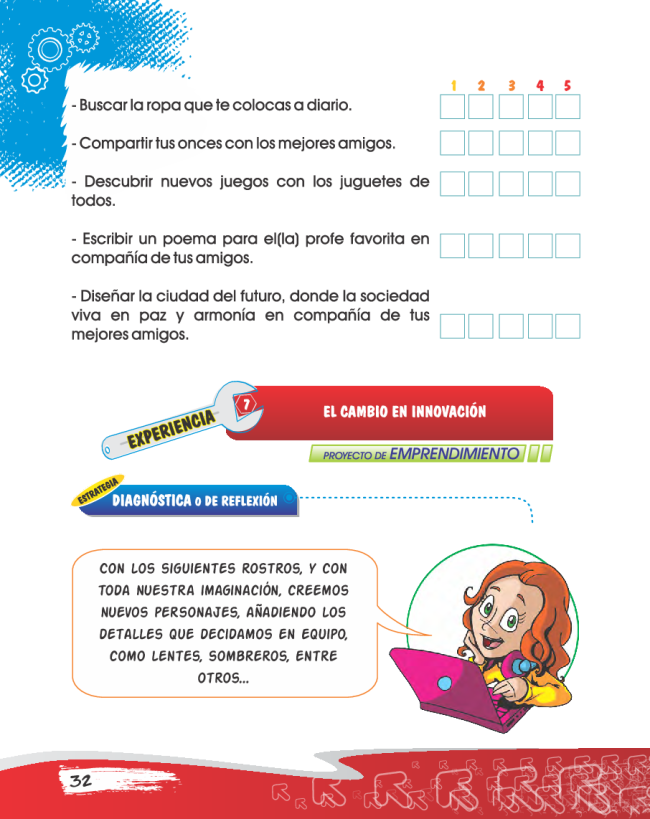 1 2 3 4 5
- Buscar la ropa que te colocas a diario.
- Compartir tus onces con los mejores amigos.
- Descubrir nuevos juegos con los juguetes de
todos.
- Escribir un poema para el(la) profe favorita en
compañía de tus amigos.
- Diseñar la ciudad del futuro, donde la sociedad
viva en paz y armonía en compañía de tus
mejores amigos.
EXPERIENCIA 7
EL CAMBIO EN INNOVACIÓN
PROYECTO DE EMPRENDIMIENTO
ESTRATEGIA
DIAGNÓSTICA o DE REFLEXIÓN
CON LOS SIGUIENTES ROSTROS, Y CON
TODA NUESTRA IMAGINACIÓN, CREEMOS
NUEVOS PERSONAJES, AÑADIENDO LOS
DETALLES QUE DECIDAMOS EN EQUIPO,
COMO LENTES, SOMBREROS, ENTRE
OTROS...
32